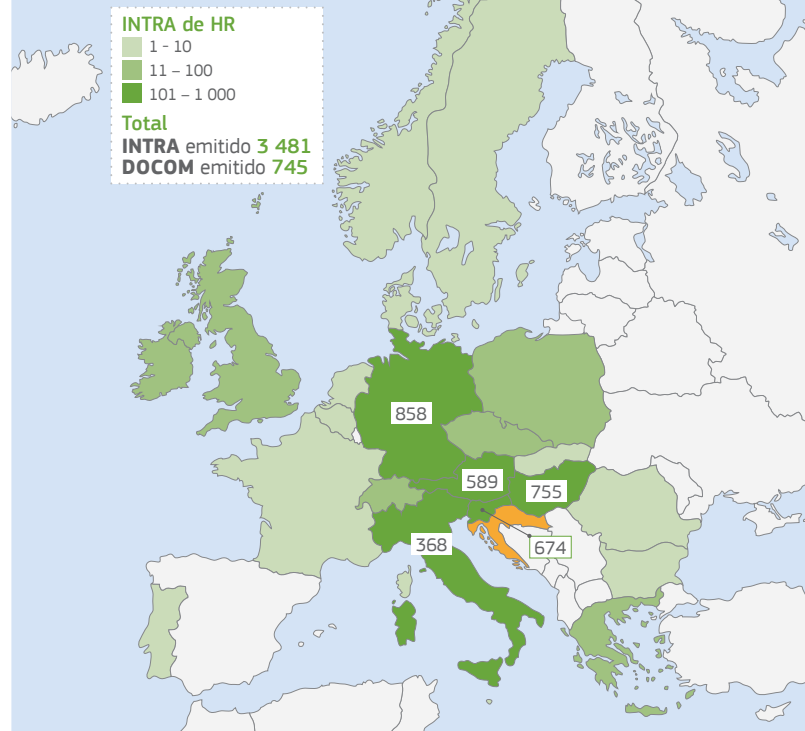 INTRA de HR
1 - 10
11 – 100
101 – 1 000
Total
INTRA emitido 3 481
DOCOM emitido 745
858
589
755
368
674